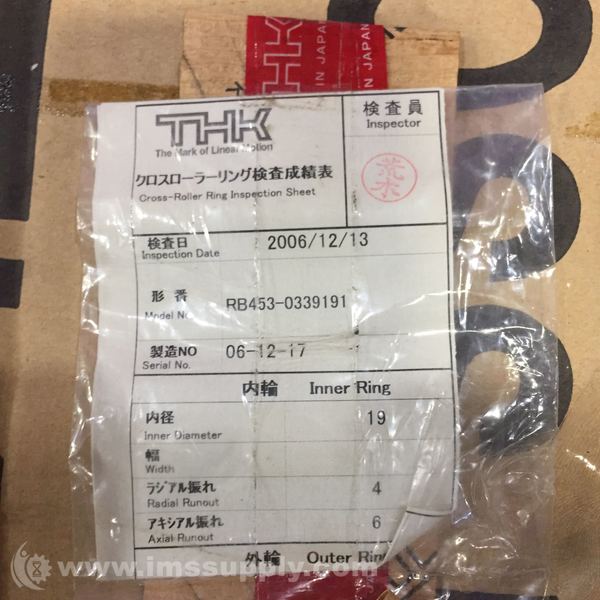 IN JAPAN
IN JAPAN
THK
The Mark of Linear Motion
検査員
Inspector
荒木
クロスローラーリング検査成績表
Cross-Roller Ring Inspection Sheet
検査日 2006/12/13
Inspection Date
形番 RB453-0339191
Model No.
製造NO 06-12-17
Serial No.
内輪 Inner Ring
内径 19
Inner Diameter
幅
Width
ラジアル振れ 4
Radial Runout
アキシアル振れ 6
Axial Runout
外輪 Outer Ring
www.imssupply.com